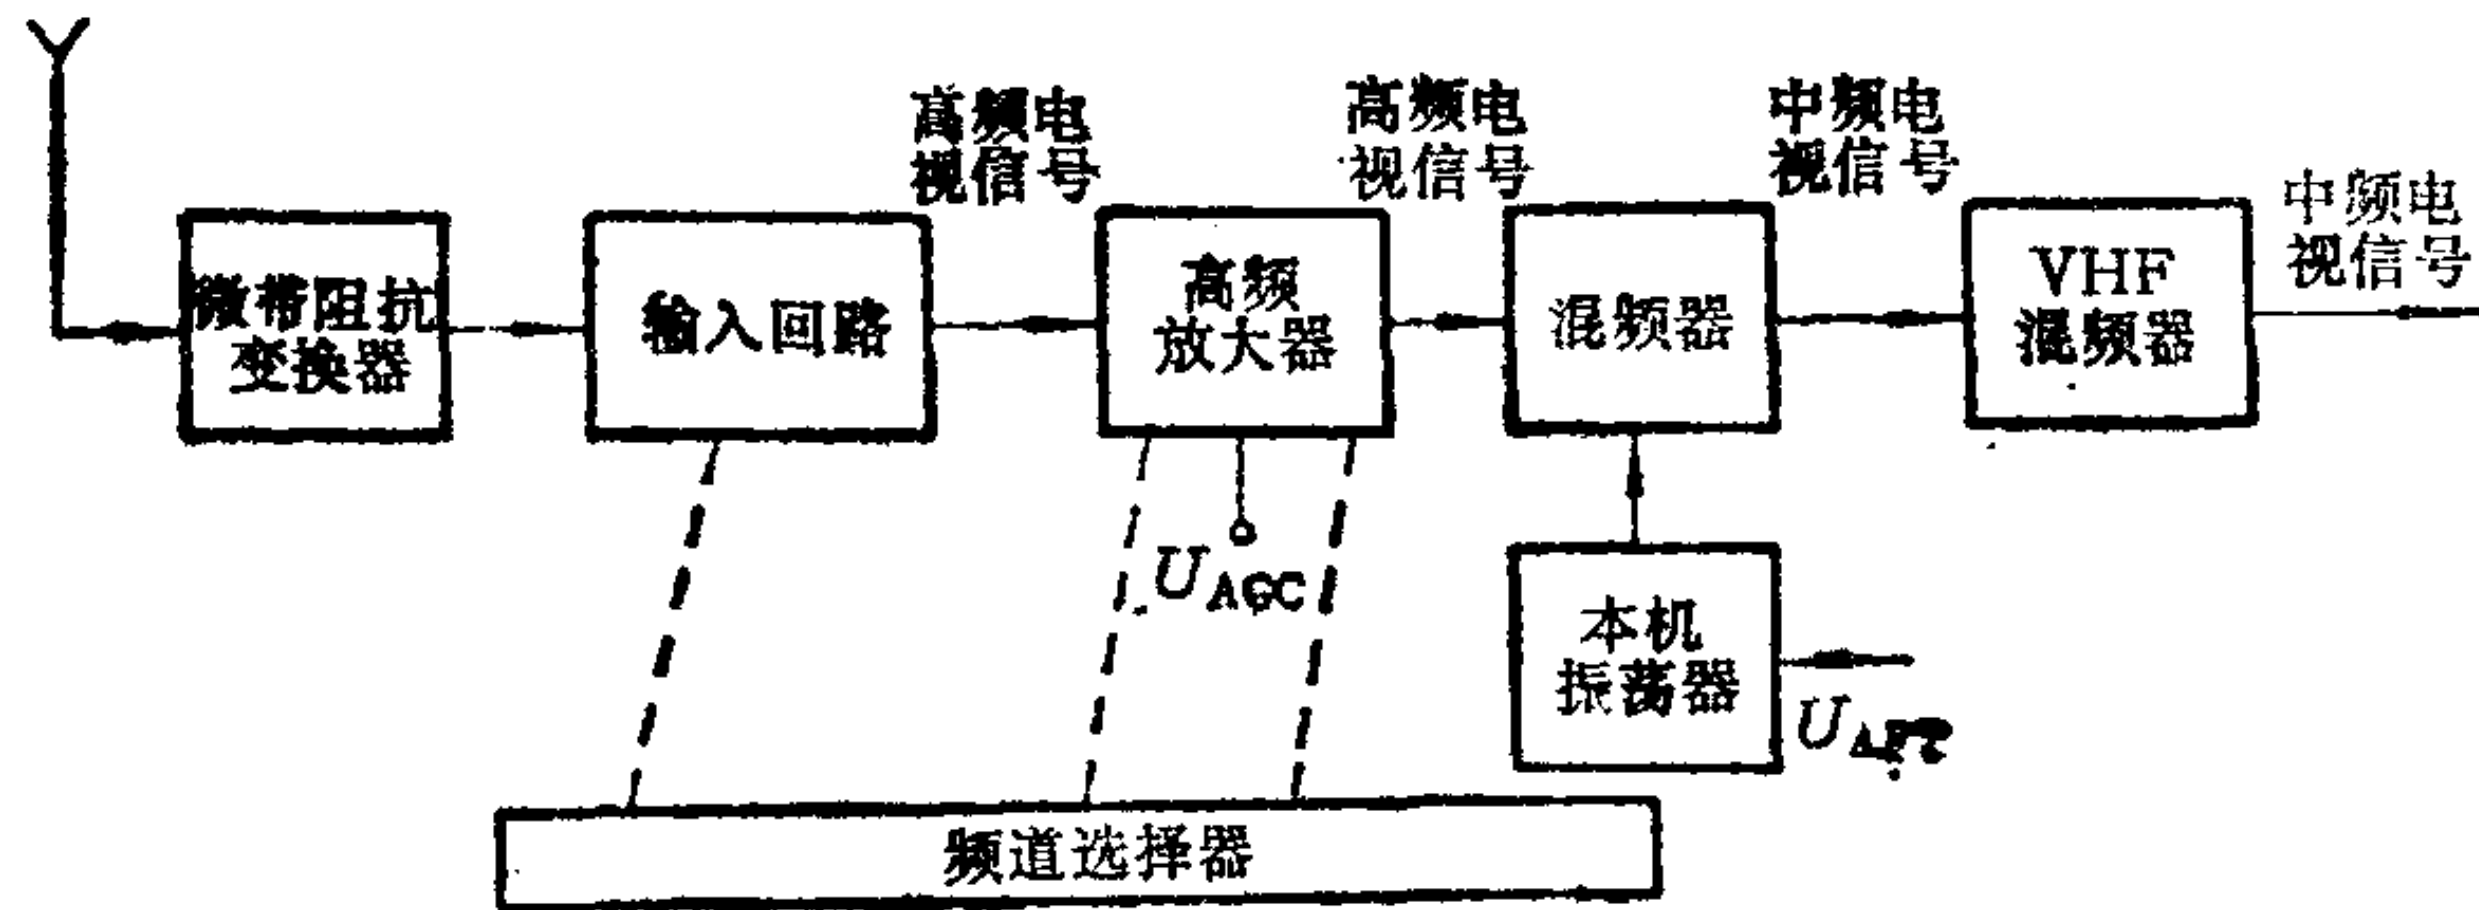 高频电
视信号
高频电
视信号
中频电
视信号
中频电
视信号
微带阻抗
变换器
输入回路
高频
放大器
混频器
VHF
混频器
UAGC
本机
振荡器
频道选择器